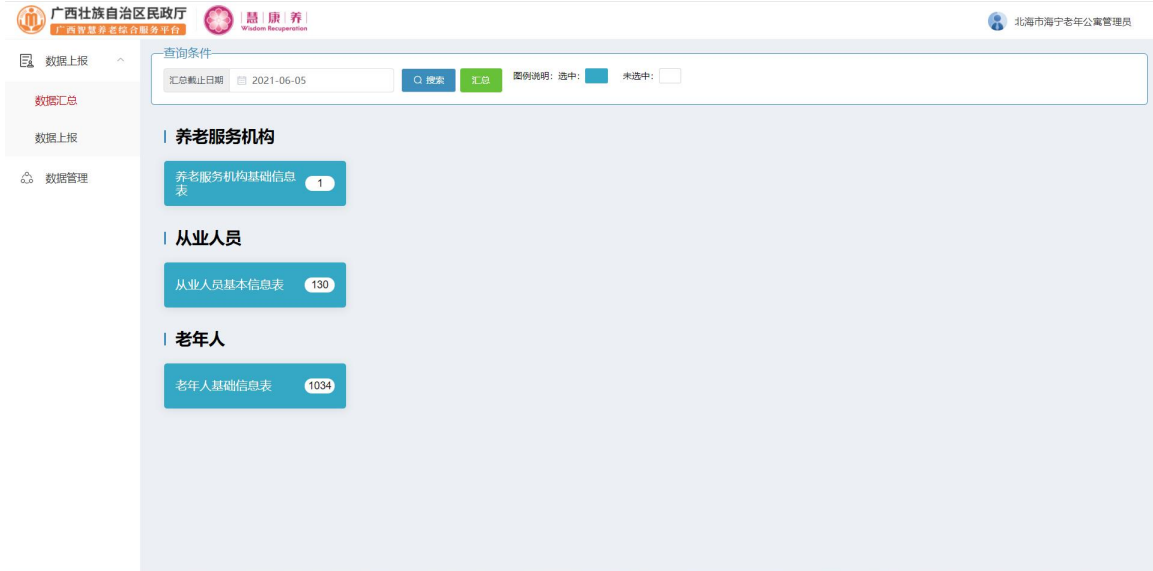 广西壮族自治区民政厅
广西智慧养老综合服务平台
慧康养
Wisdom Recuperation
北海市海宁老年公寓管理员
数据上报
数据汇总
数据上报
数据管理
查询条件
汇总截止日期 2021-06-05 搜索 汇总 图例说明：选中： 未选中：
养老服务机构
养老服务机构基础信息
表
1
从业人员
从业人员基本信息表 130
老年人
老年人基础信息表 1034